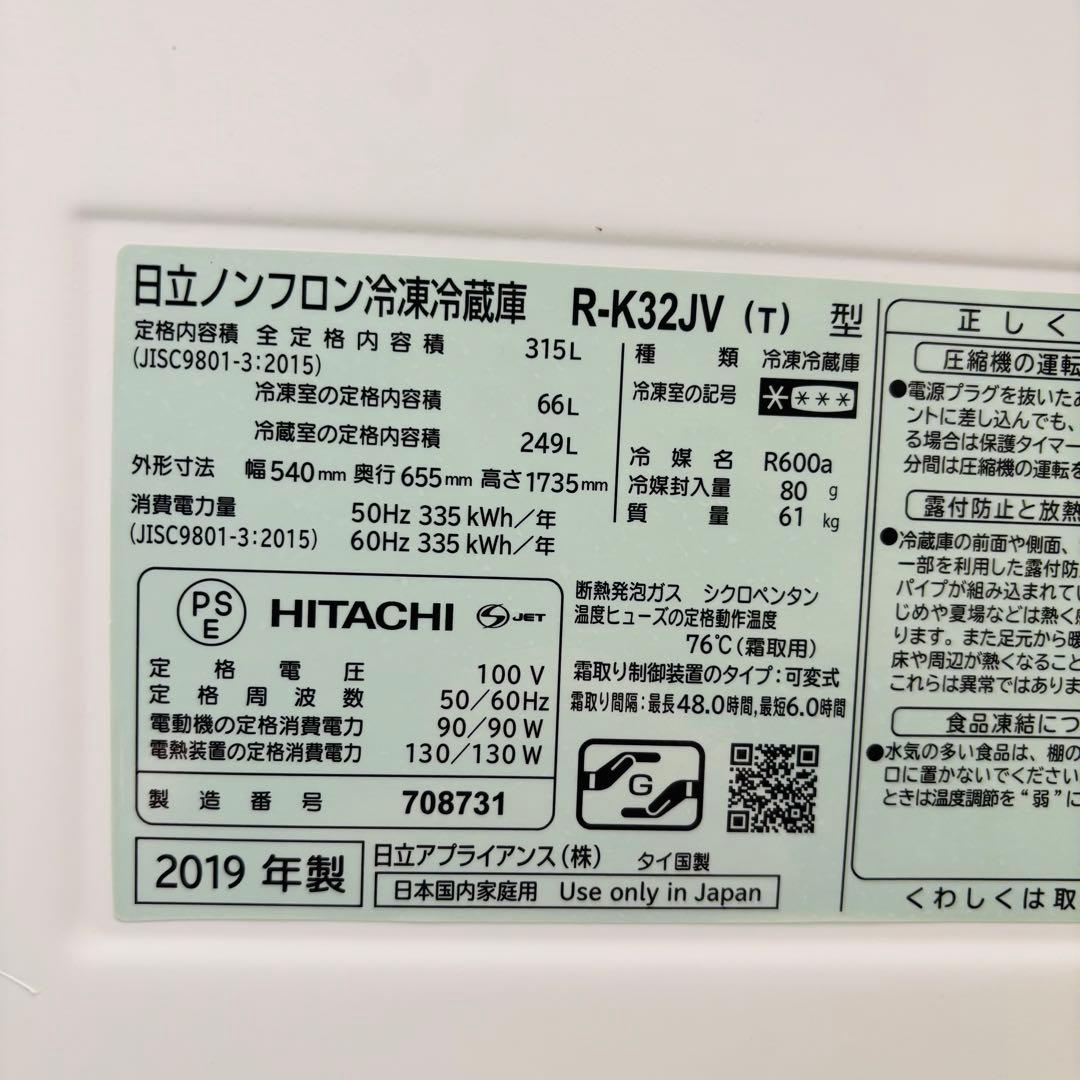 日立ノンフロン冷凍冷蔵庫 R-K32JV (T) 型
定格内容積 全定格内容積 315L
(JISC9801-3:2015)
冷凍室の定格内容積 66L
冷蔵室の定格内容積 249L
外形寸法 幅540mm 奥行655mm 高さ1735mm
消費電力量 50Hz 335kWh/年
(JISC9801-3:2015) 60Hz 335kWh/年
種類 冷凍冷蔵庫
冷凍室の記号 ****
冷媒名 R600a
冷媒封入量 80 g
質量 61 kg
PSE HITACHI S JET
定格電圧 100 V
定格周波数 50/60Hz
電動機の定格消費電力 90/90 W
電熱装置の定格消費電力 130/130 W
製造番号 708731
断熱発泡ガス シクロペンタン
温度ヒューズの定格動作温度
76℃(霜取用)
霜取り制御装置のタイプ:可変式
霜取り間隔:最長48.0時間,最短6.0時間
G
2019 年製
日立アプライアンス(株) タイ国製
日本国内家庭用 Use only in Japan
正しく
圧縮機の運転
●電源プラグを抜いたあ
ントに差し込んでも、
る場合は保護タイマー
分間は圧縮機の運転を
露付防止と放熱
●冷蔵庫の前面や側面、
一部を利用した露付防
パイプが組み込まれてい
じめや夏場などは熱く感
ります。また足元から暖
床や周辺が熱くなること
これらは異常ではありま
食品凍結につ
●水気の多い食品は、棚の
口に置かないでください
ときは温度調節を“弱”に
くわしくは取